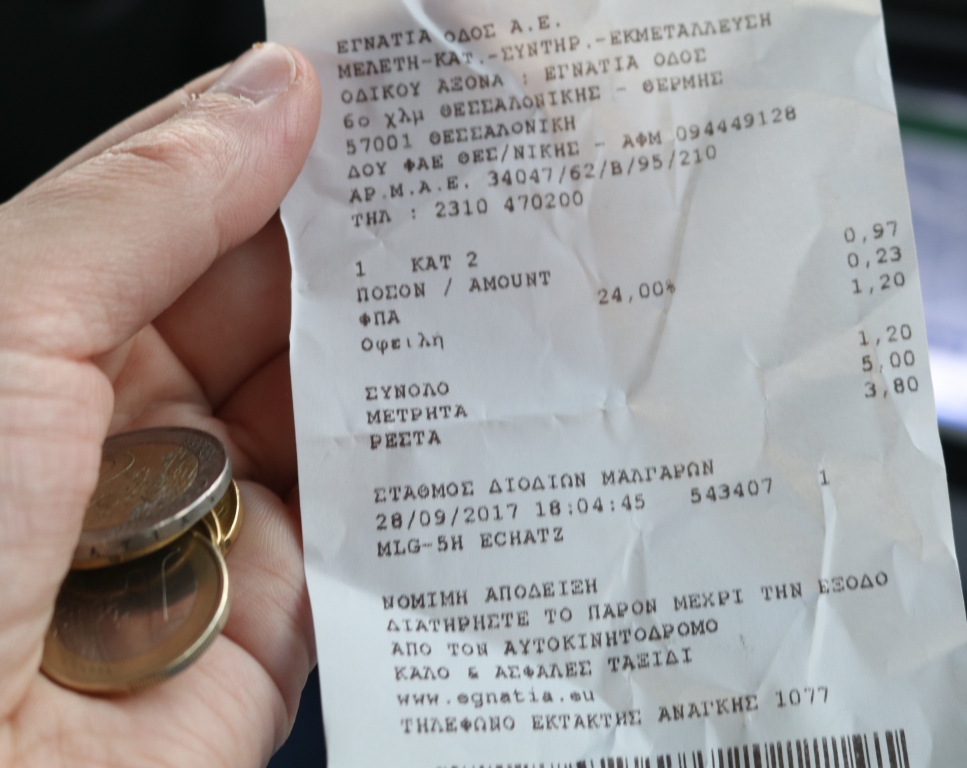 ΕΓΝΑΤΙΑ ΟΔΟΣ Α.Ε.
ΜΕΛΕΤΗ-ΚΑΤ.-ΣΥΝΤΗΡ.-ΕΚΜΕΤΑΛΛΕΥΣΗ
ΟΔΙΚΟΥ ΑΞΟΝΑ : ΕΓΝΑΤΙΑ ΟΔΟΣ
6ο χλμ ΘΕΣΣΑΛΟΝΙΚΗΣ - ΘΕΡΜΗΣ
57001 ΘΕΣΣΑΛΟΝΙΚΗ
ΔΟΥ ΦΑΕ ΘΕΣ/ΝΙΚΗΣ - ΑΦΜ 094449128
ΑΡ.Μ.Α.Ε. 34047/62/Β/95/210
ΤΗΛ : 2310 470200
1 ΚΑΤ 2 0,97
ΠΟΣΟΝ / AMOUNT 24,00% 0,23
ΦΠΑ 1,20
Οφειλή
ΣΥΝΟΛΟ 1,20
ΜΕΤΡΗΤΑ 5,00
ΡΕΣΤΑ 3,80
ΣΤΑΘΜΟΣ ΔΙΟΔΙΩΝ ΜΑΛΓΑΡΩΝ
28/09/2017 18:04:45 543407 1
MLG-5H ECHATZ
ΝΟΜΙΜΗ ΑΠΟΔΕΙΞΗ
ΔΙΑΤΗΡΗΣΤΕ ΤΟ ΠΑΡΟΝ ΜΕΧΡΙ ΤΗΝ ΕΞΟΔΟ
ΑΠΟ ΤΟΝ ΑΥΤΟΚΙΝΗΤΟΔΡΟΜΟ
ΚΑΛΟ & ΑΣΦΑΛΕΣ ΤΑΞΙΔΙ
www.egnatia.eu
ΤΗΛΕΦΩΝΟ ΕΚΤΑΚΤΗΣ ΑΝΑΓΚΗΣ 1077